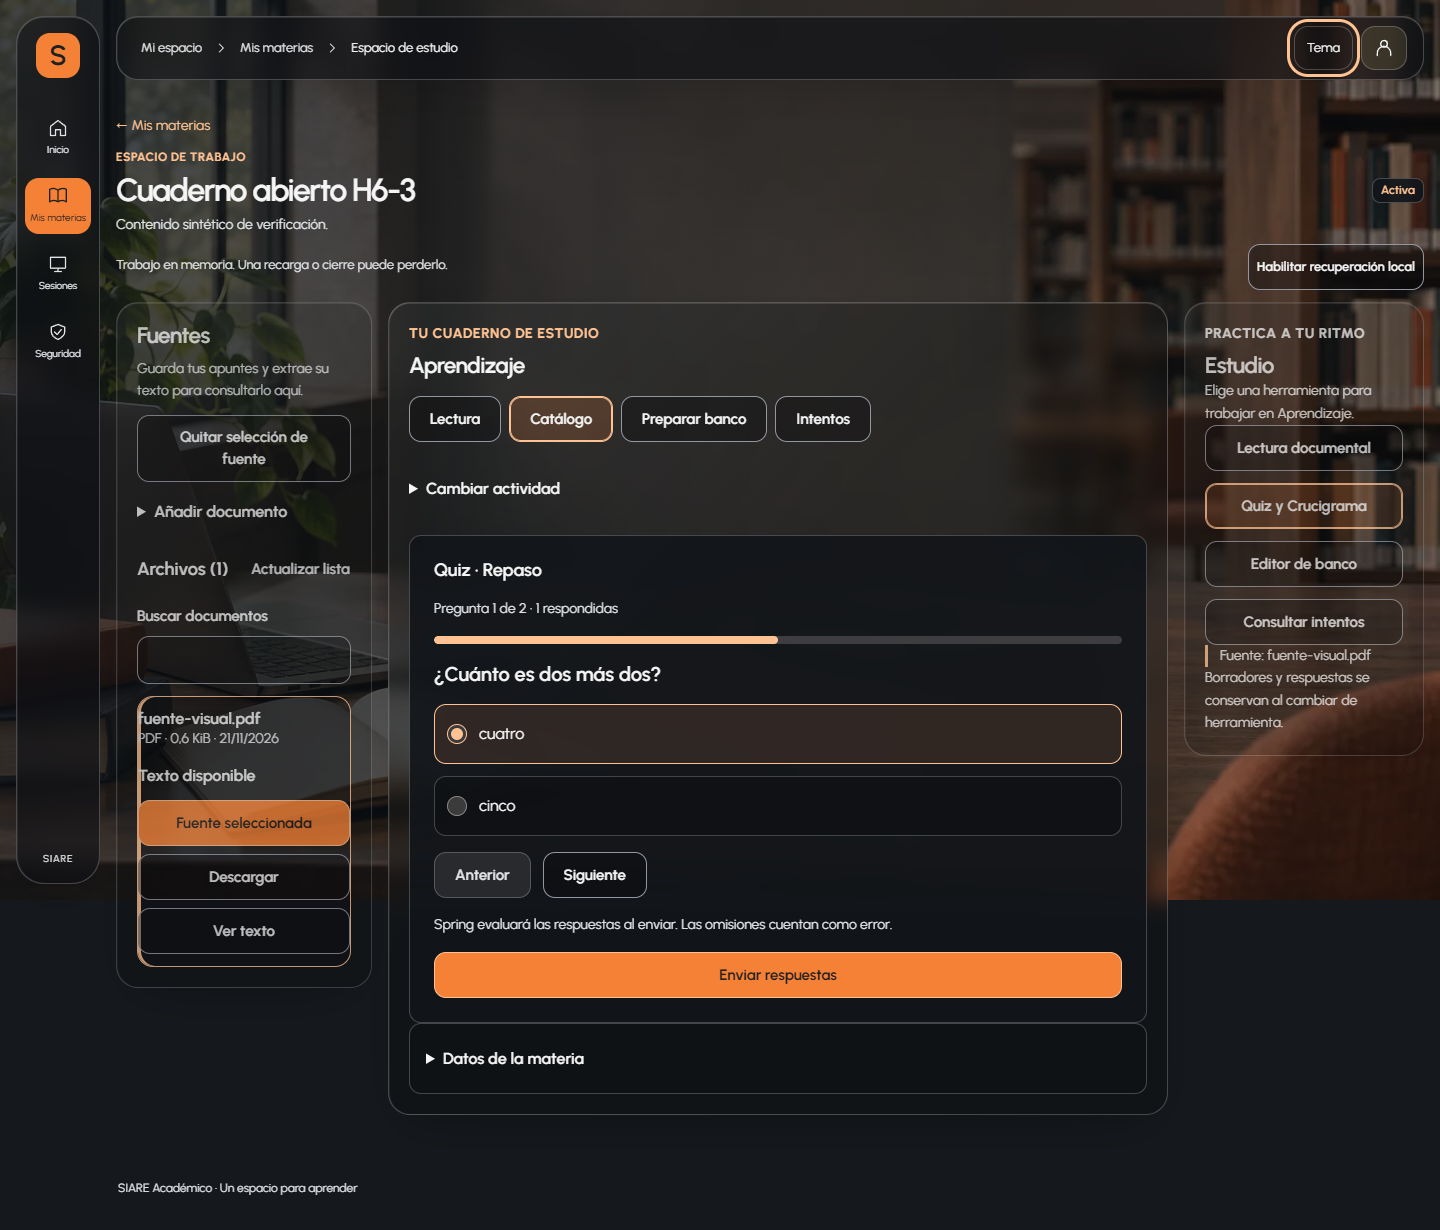 S
Inicio
Mis materias
Sesiones
Seguridad
SIARE
Mi espacio
Mis materias
Espacio de estudio
Tema
← Mis materias
ESPACIO DE TRABAJO
Cuaderno abierto H6-3
Activa
Contenido sintético de verificación.
Trabajo en memoria. Una recarga o cierre puede perderlo.
Habilitar recuperación local
Fuentes
Guarda tus apuntes y extrae su
texto para consultarlo aquí.
Quitar selección de
fuente
Añadir documento
Archivos (1)
Actualizar lista
Buscar documentos
fuente-visual.pdf
PDF · 0,6 KiB · 21/11/2026
Texto disponible
Fuente seleccionada
Descargar
Ver texto
TU CUADERNO DE ESTUDIO
Aprendizaje
Lectura
Catálogo
Preparar banco
Intentos
Cambiar actividad
Quiz · Repaso
Pregunta 1 de 2 · 1 respondidas
¿Cuánto es dos más dos?
cuatro
cinco
Anterior
Siguiente
Spring evaluará las respuestas al enviar. Las omisiones cuentan como error.
Enviar respuestas
Datos de la materia
PRACTICA A TU RITMO
Estudio
Elige una herramienta para
trabajar en Aprendizaje.
Lectura documental
Quiz y Crucigrama
Editor de banco
Consultar intentos
Fuente: fuente-visual.pdf
Borradores y respuestas se
conservan al cambiar de
herramienta.
SIARE Académico · Un espacio para aprender